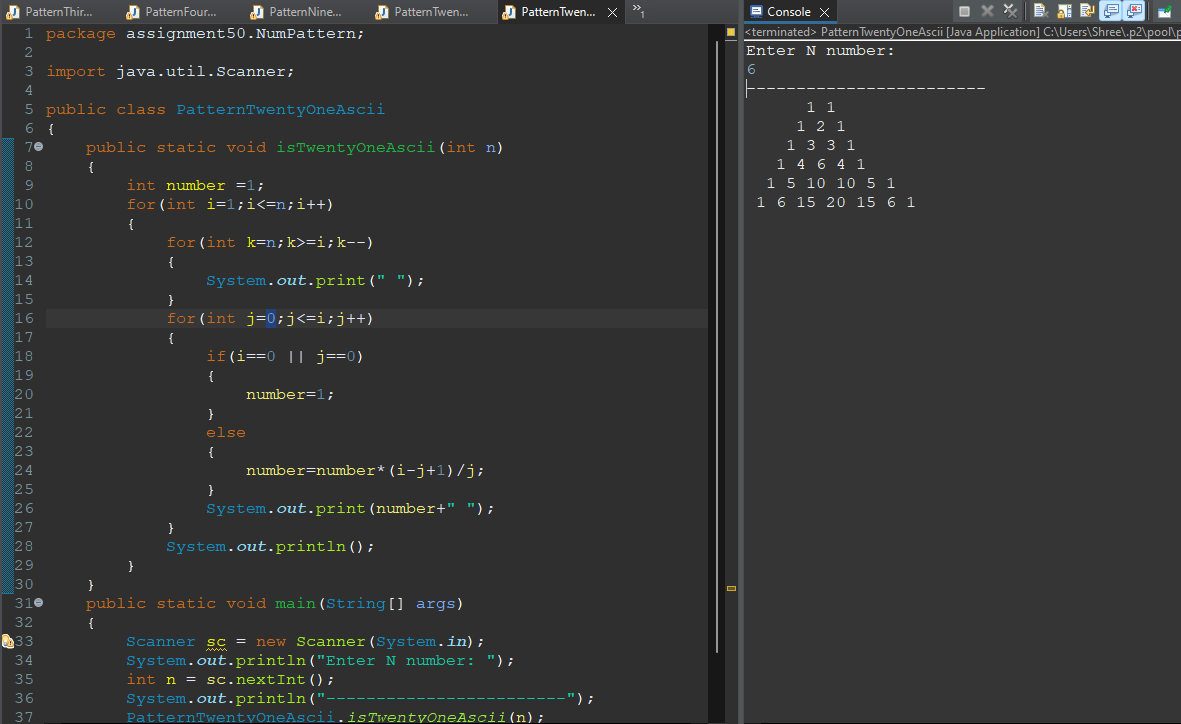 PatternThir... PatternFour... PatternNine... PatternTwen... PatternTwen... »1
1 package assignment50.NumPattern;
2
3 import java.util.Scanner;
4
5 public class PatternTwentyOneAscii
6 {
7     public static void isTwentyOneAscii(int n)
8     {
9         int number =1;
10         for(int i=1;i<=n;i++)
11         {
12             for(int k=n;k>=i;k--)
13             {
14                 System.out.print(" ");
15             }
16             for(int j=0;j<=i;j++)
17             {
18                 if(i==0 || j==0)
19                 {
20                     number=1;
21                 }
22                 else
23                 {
24                     number=number*(i-j+1)/j;
25                 }
26                 System.out.print(number+" ");
27             }
28             System.out.println();
29         }
30     }
31     public static void main(String[] args)
32     {
33         Scanner sc = new Scanner(System.in);
34         System.out.println("Enter N number: ");
35         int n = sc.nextInt();
36         System.out.println("------------------------");
37         PatternTwentyOneAscii.isTwentyOneAscii(n);
Console
<terminated> PatternTwentyOneAscii [Java Application] C:\Users\Shree\.p2\pool\p
Enter N number:
6
------------------------
      1 1
     1 2 1
    1 3 3 1
   1 4 6 4 1
  1 5 10 10 5 1
 1 6 15 20 15 6 1